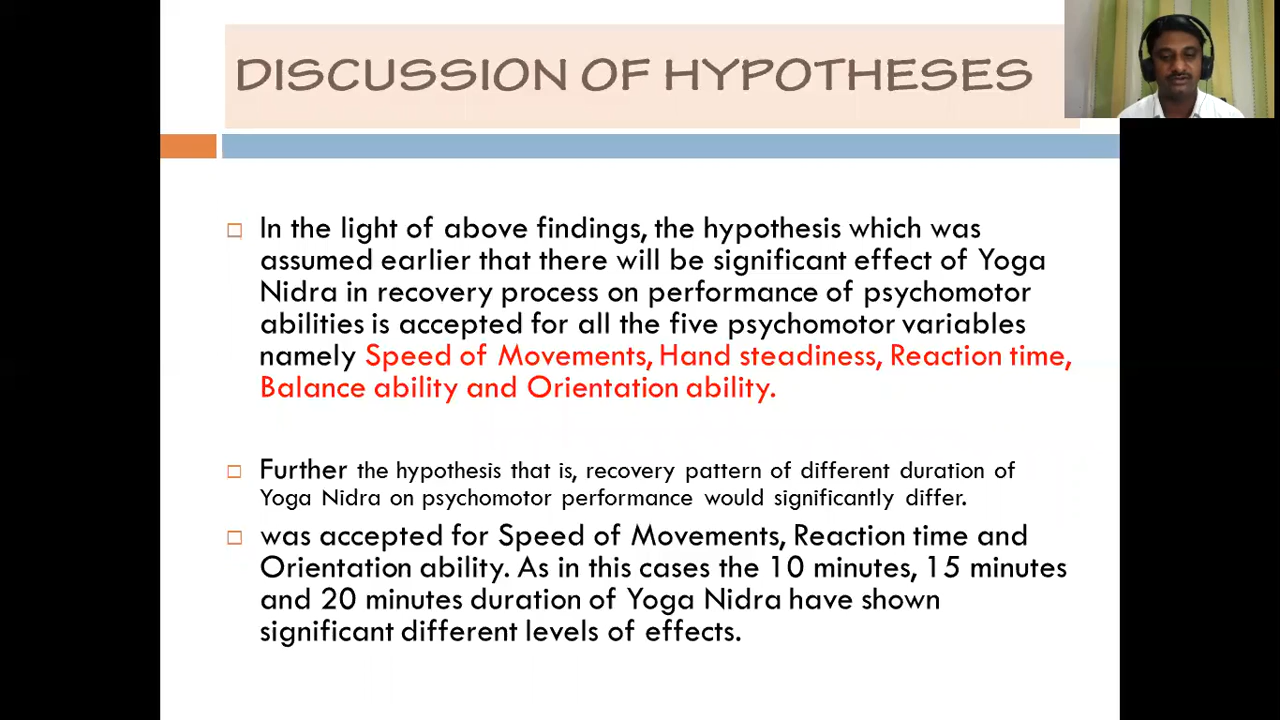 DISCUSSION OF HYPOTHESES
In the light of above findings, the hypothesis which was
assumed earlier that there will be significant effect of Yoga
Nidra in recovery process on performance of psychomotor
abilities is accepted for all the five psychomotor variables
namely Speed of Movements, Hand steadiness, Reaction time,
Balance ability and Orientation ability.
Further the hypothesis that is, recovery pattern of different duration of
Yoga Nidra on psychomotor performance would significantly differ.
was accepted for Speed of Movements, Reaction time and
Orientation ability. As in this cases the 10 minutes, 15 minutes
and 20 minutes duration of Yoga Nidra have shown
significant different levels of effects.